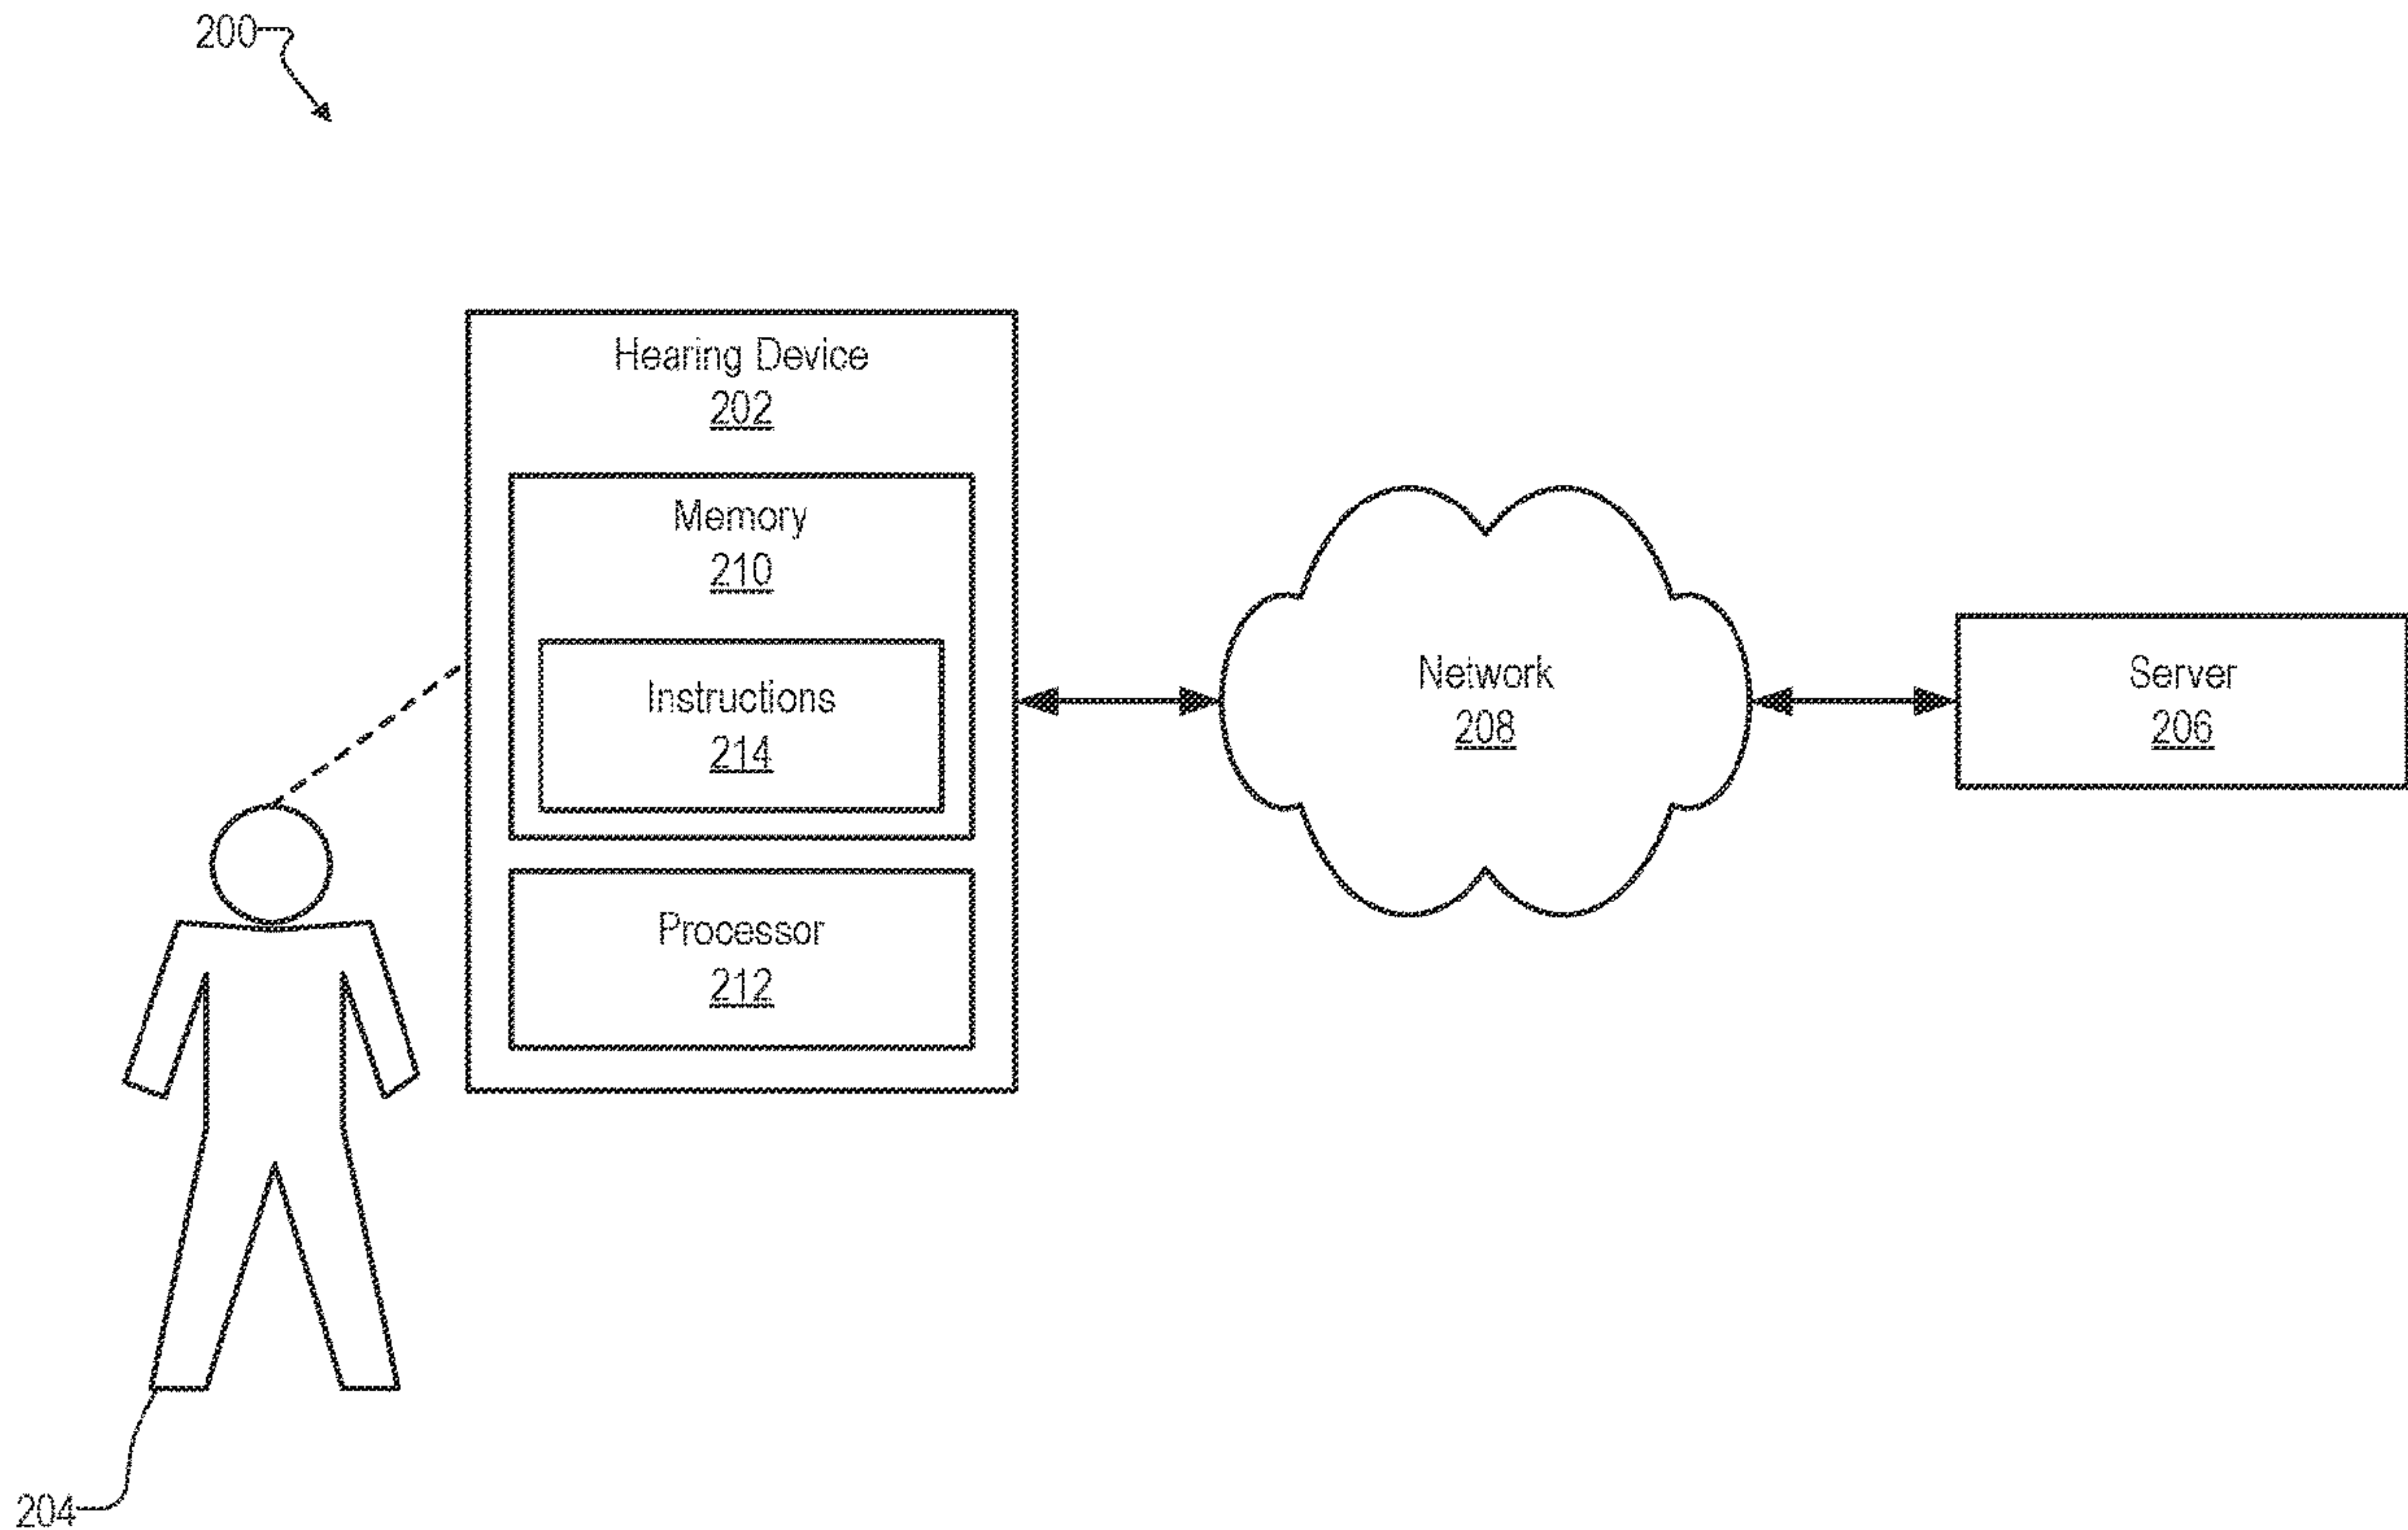 200
Hearing Device
202
Memory
210
Instructions
214
Processor
212
Network
208
Server
206
204